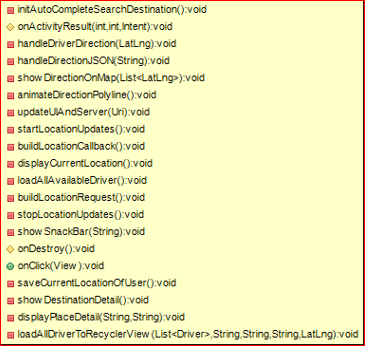 initAutoCompleteSearchDestination():void
onActivityResult(int,int,Intent):void
handleDriverDirection(LatLng):void
handleDirectionJSON(String):void
showDirectionOnMap(List<LatLng>):void
animateDirectionPolyline():void
updateUIAndServer(Uri):void
startLocationUpdates():void
buildLocationCallback():void
displayCurrentLocation():void
loadAllAvailableDriver():void
buildLocationRequest():void
stopLocationUpdates():void
showSnackBar(String):void
onDestroy():void
onClick(View):void
saveCurrentLocationOfUser():void
showDestinationDetail():void
displayPlaceDetail(String,String):void
loadAllDriverToRecyclerView(List<Driver>,String,String,String,LatLng):void